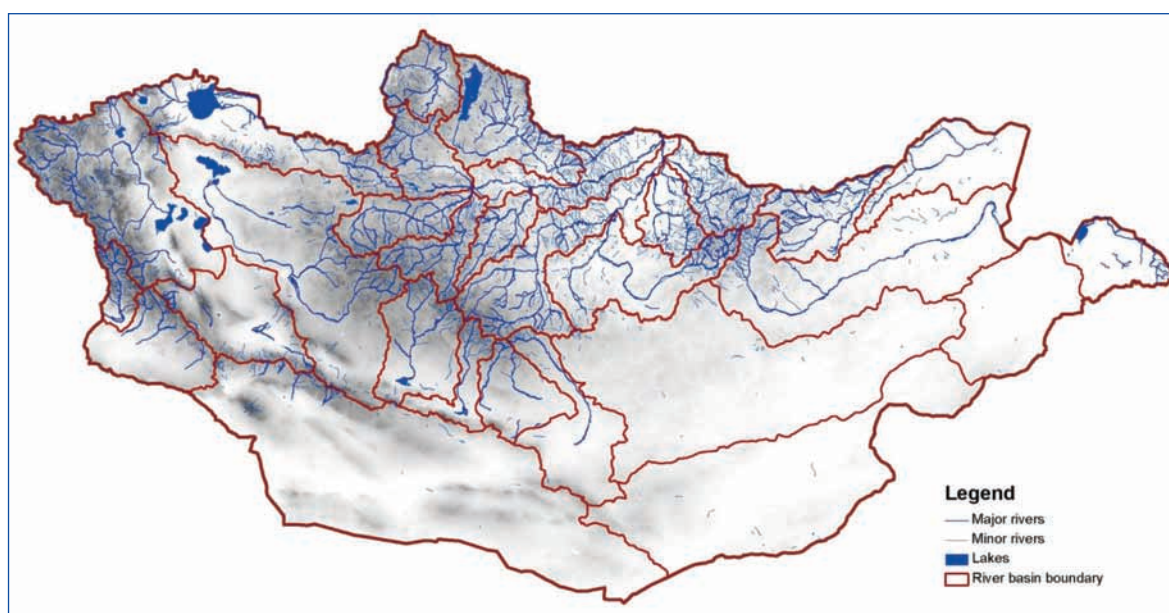 Legend
Major rivers
Minor rivers
Lakes
River basin boundary